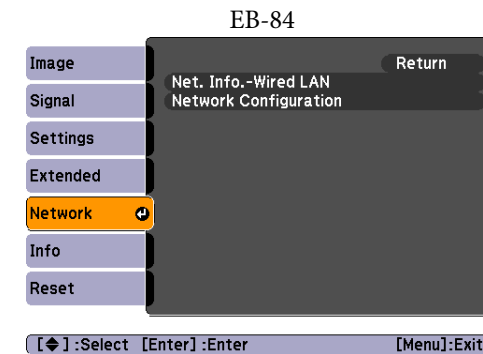 EB-84
Image
Return
Net. Info.-Wired LAN
Signal
Network Configuration
Settings
Extended
Network
Info
Reset
[◆] :Select [Enter] :Enter [Menu]:Exit